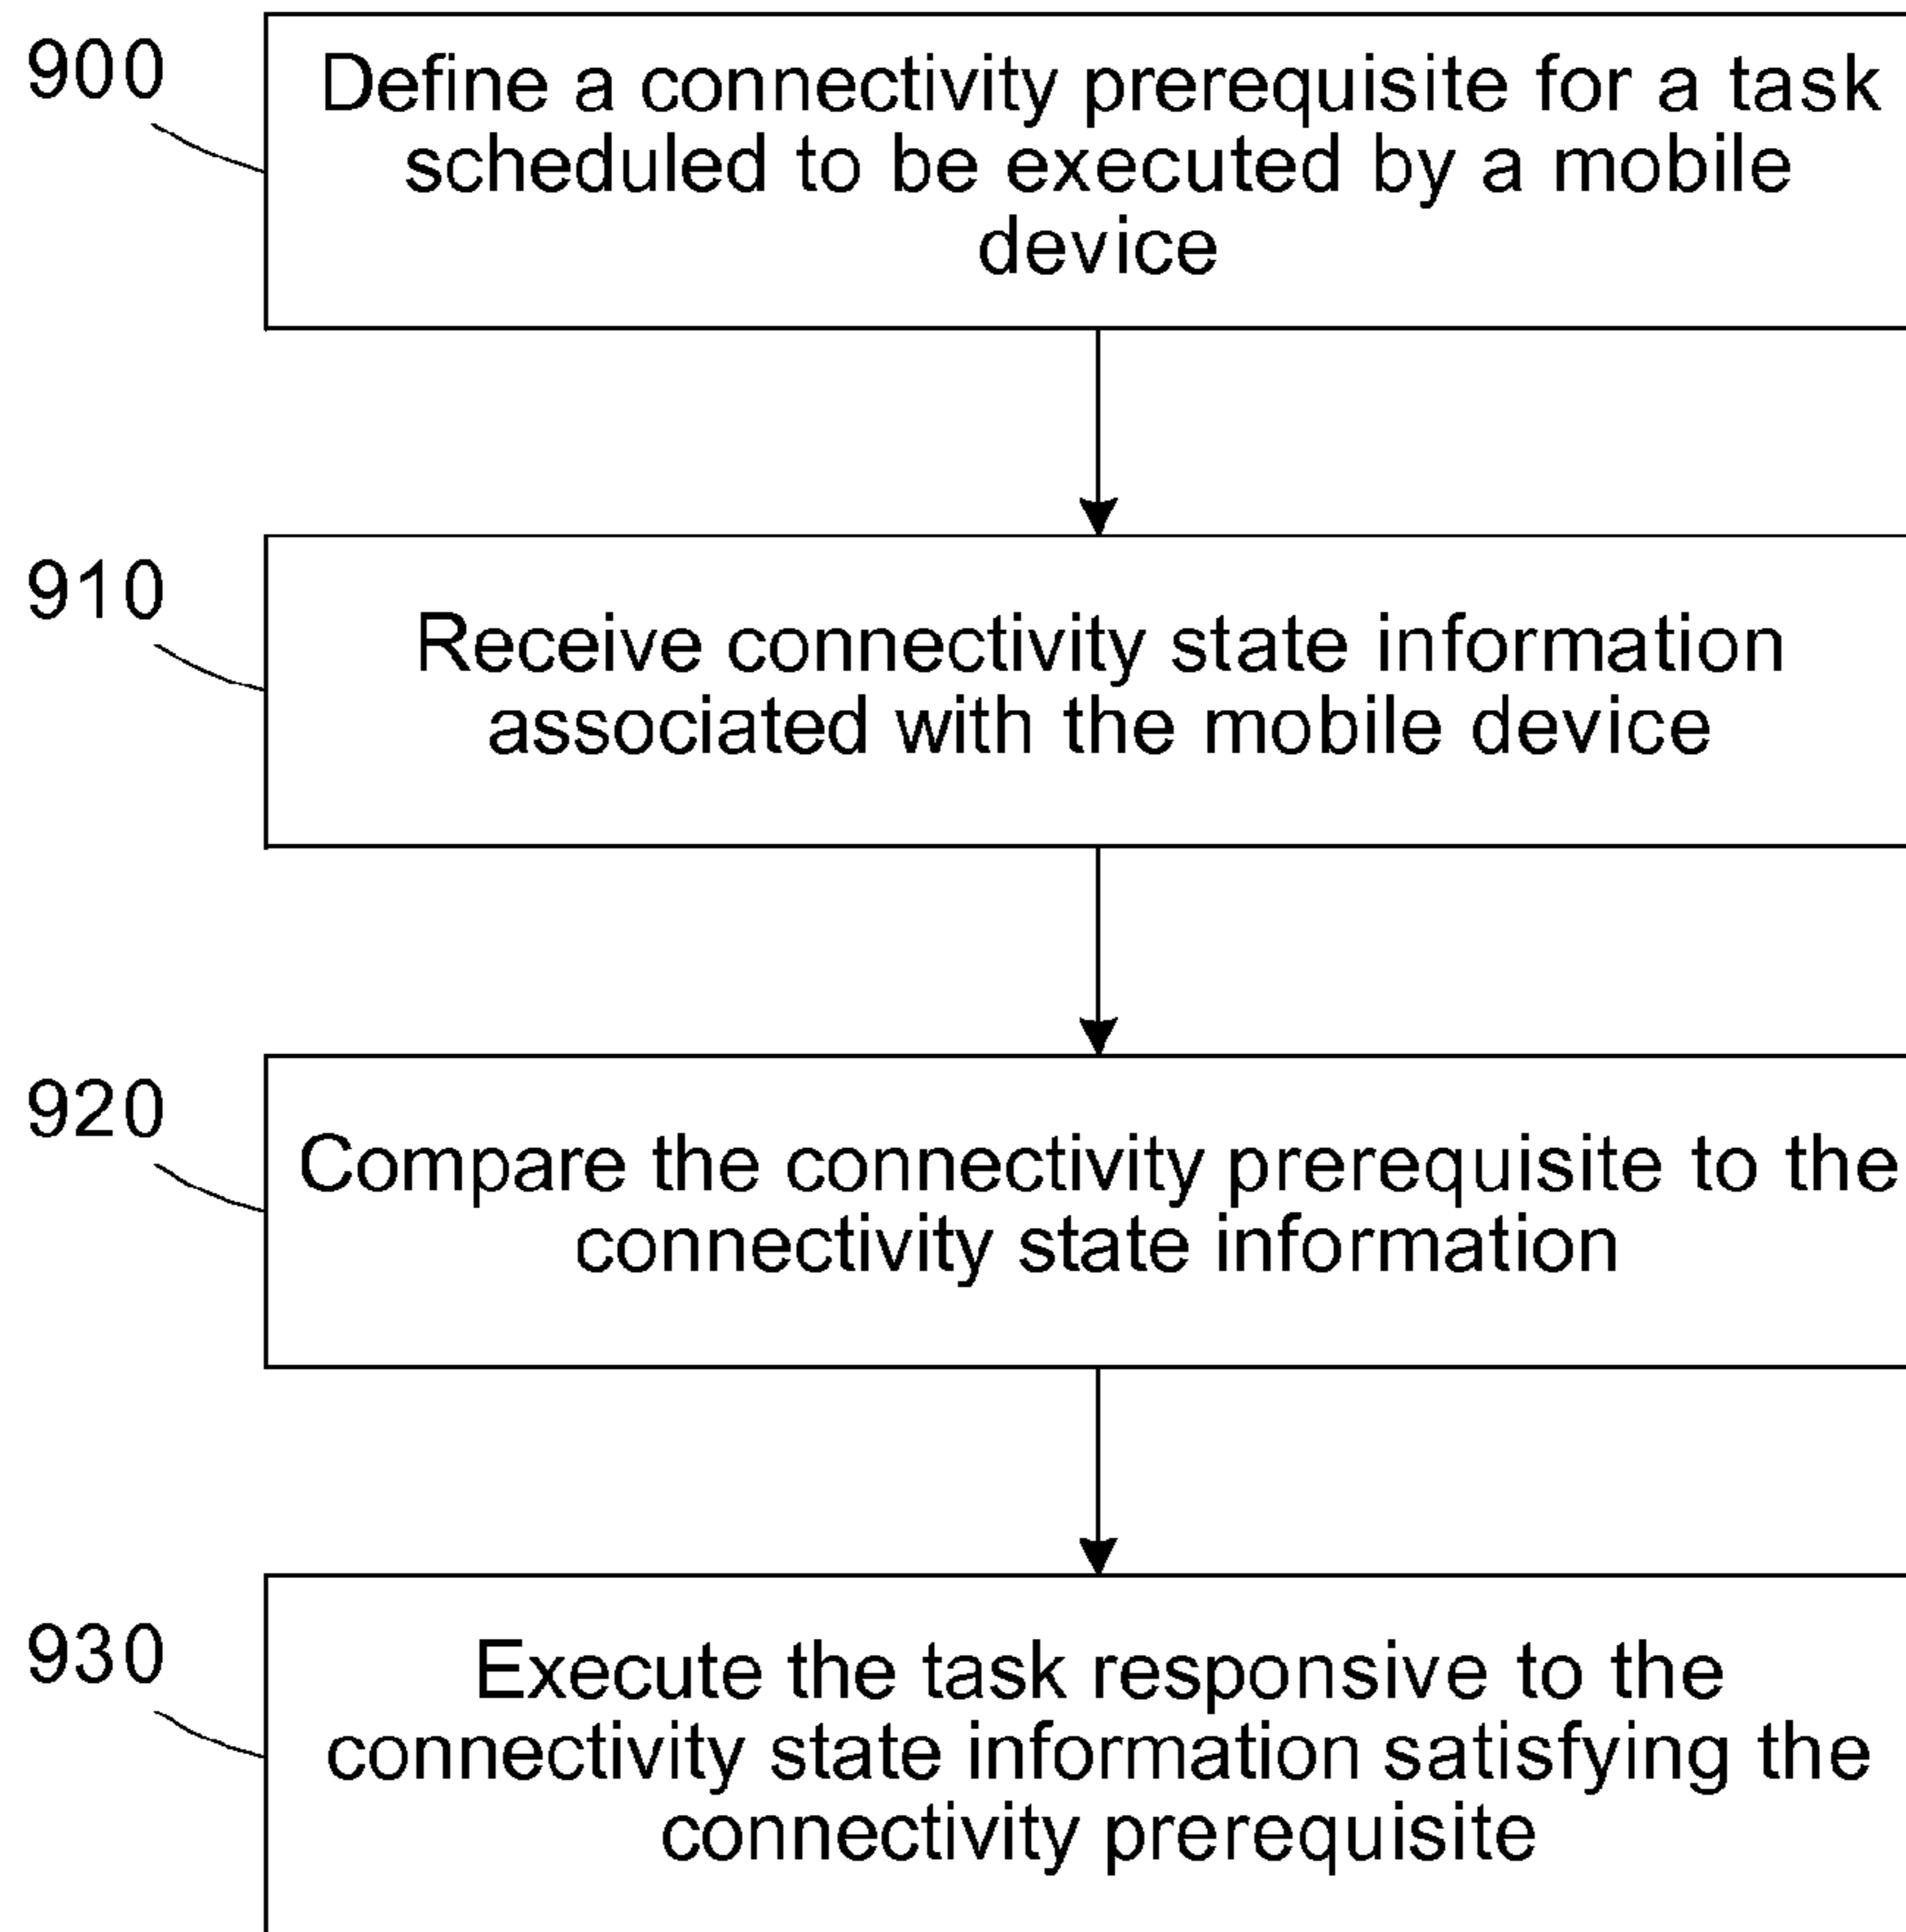 900
Define a connectivity prerequisite for a task
scheduled to be executed by a mobile
device
910
Receive connectivity state information
associated with the mobile device
920
Compare the connectivity prerequisite to the
connectivity state information
930
Execute the task responsive to the
connectivity state information satisfying the
connectivity prerequisite